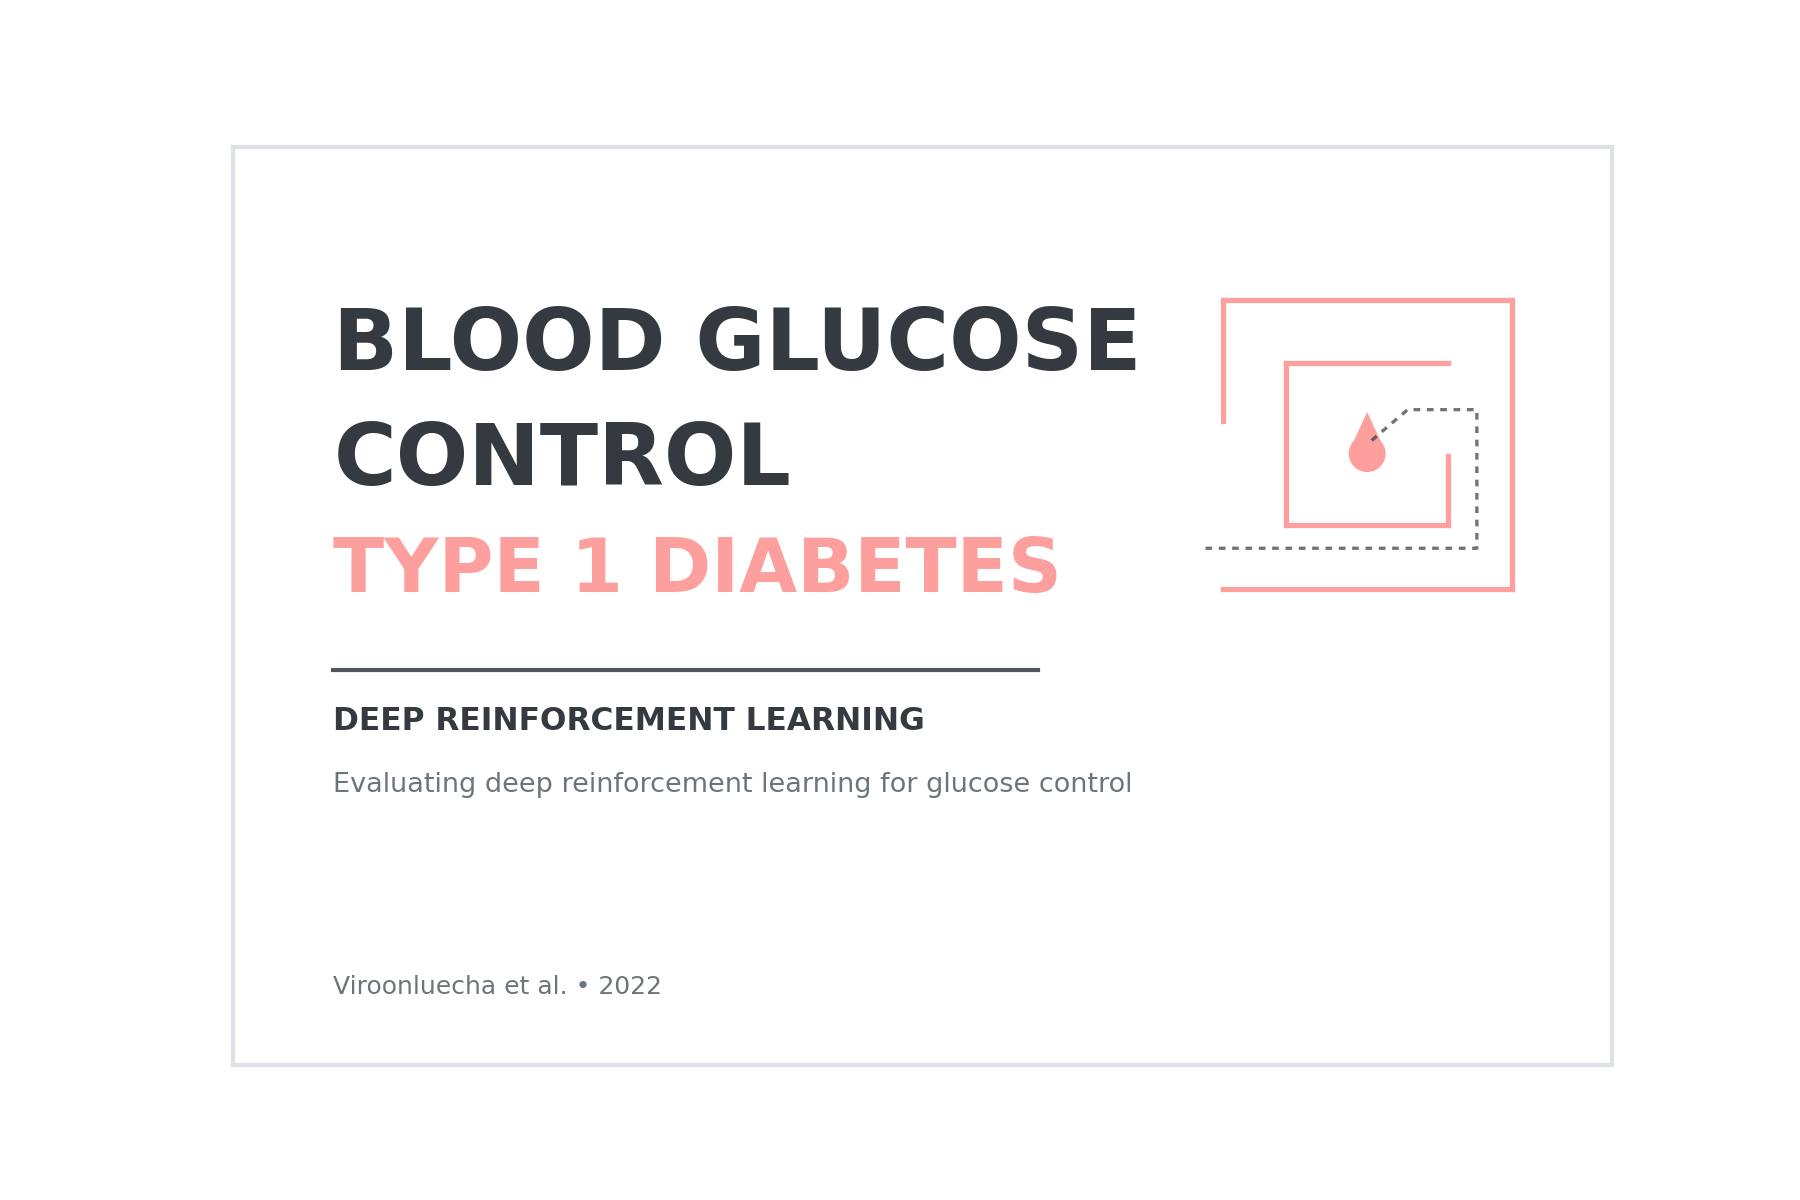 BLOOD GLUCOSE
CONTROL
TYPE 1 DIABETES
DEEP REINFORCEMENT LEARNING
Evaluating deep reinforcement learning for glucose control
Viroonluecha et al. • 2022